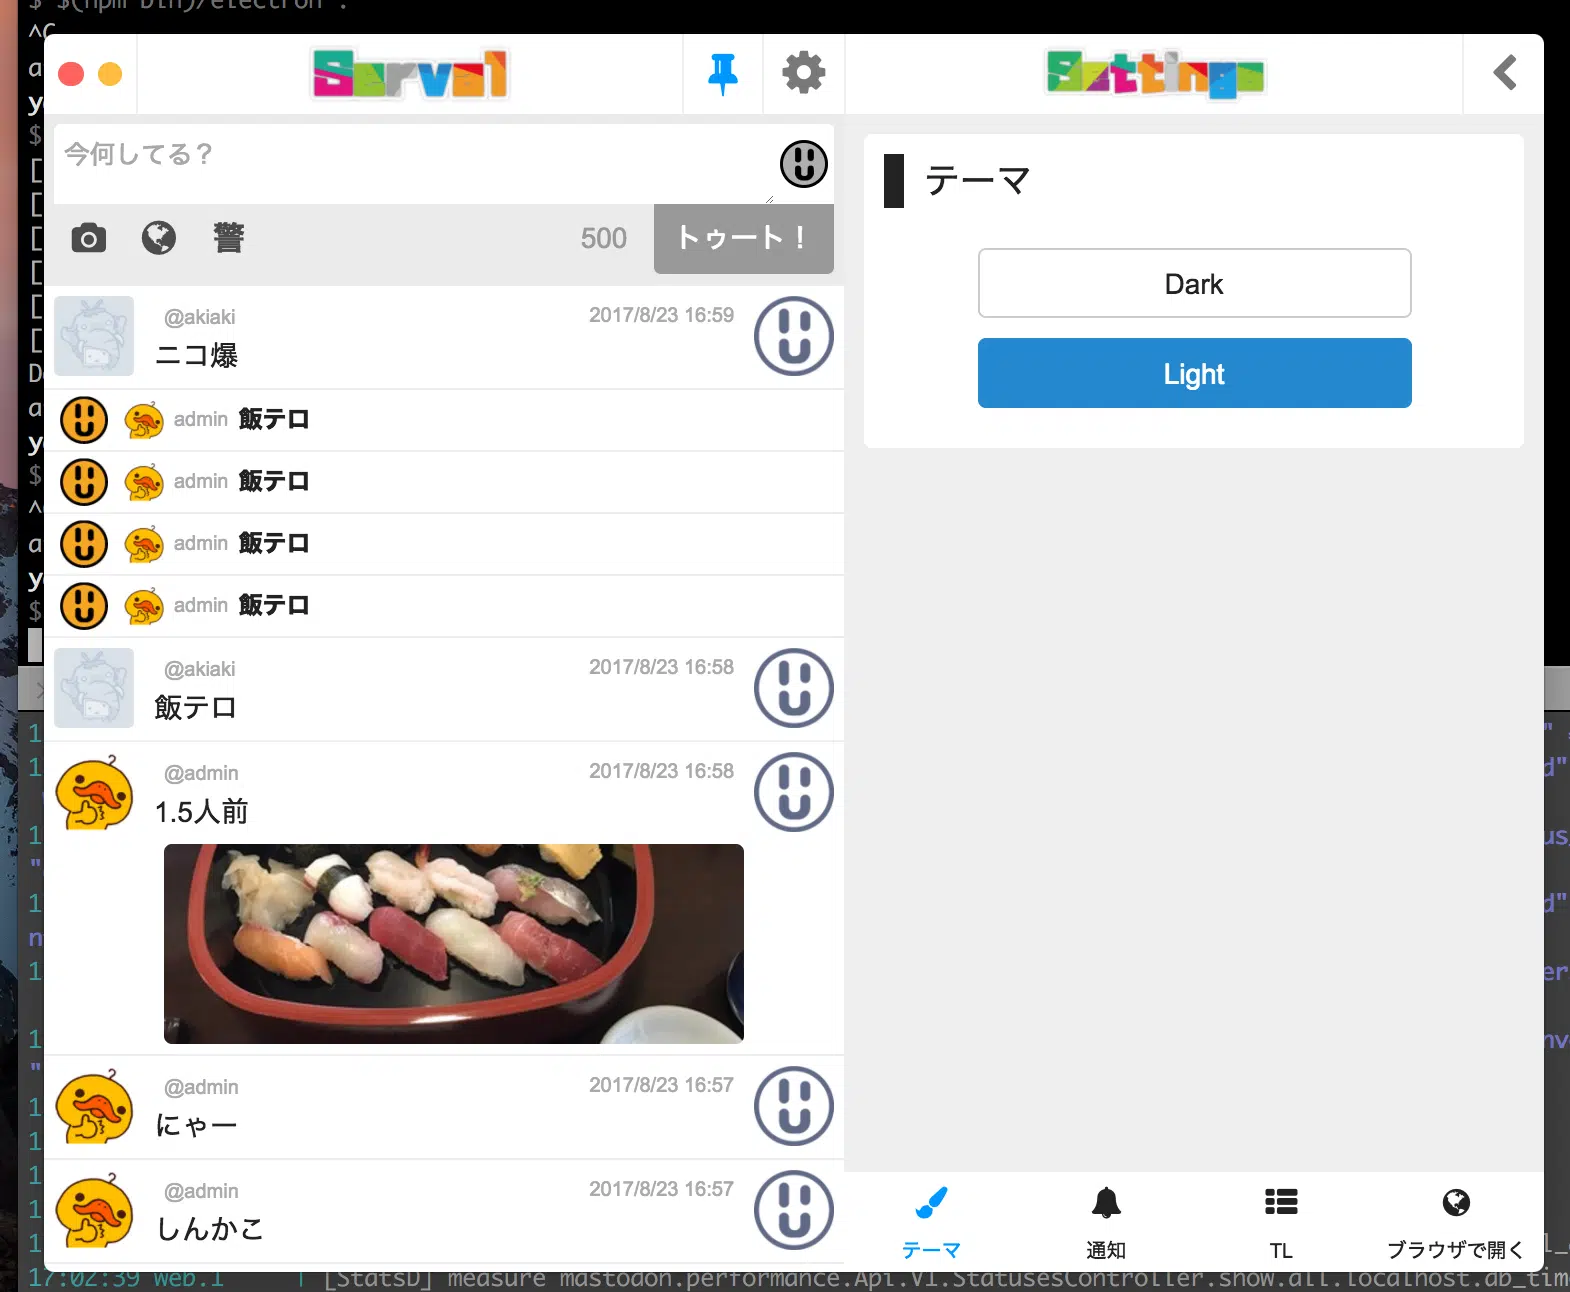 $ $(npm bin)/electron .
^C
Serval
Settings
今何してる？
警
500
トゥート！
@akiaki
2017/8/23 16:59
ニコ爆
admin 飯テロ
admin 飯テロ
admin 飯テロ
admin 飯テロ
@akiaki
2017/8/23 16:58
飯テロ
@admin
2017/8/23 16:58
1.5人前
@admin
2017/8/23 16:57
にゃー
@admin
2017/8/23 16:57
しんかこ
テーマ
Dark
Light
テーマ
通知
TL
ブラウザで開く
17:02:39 web.1 | [StatsD] measure mastodon.performance.Api.V1.StatusesController.show.all.localhost.db_tim